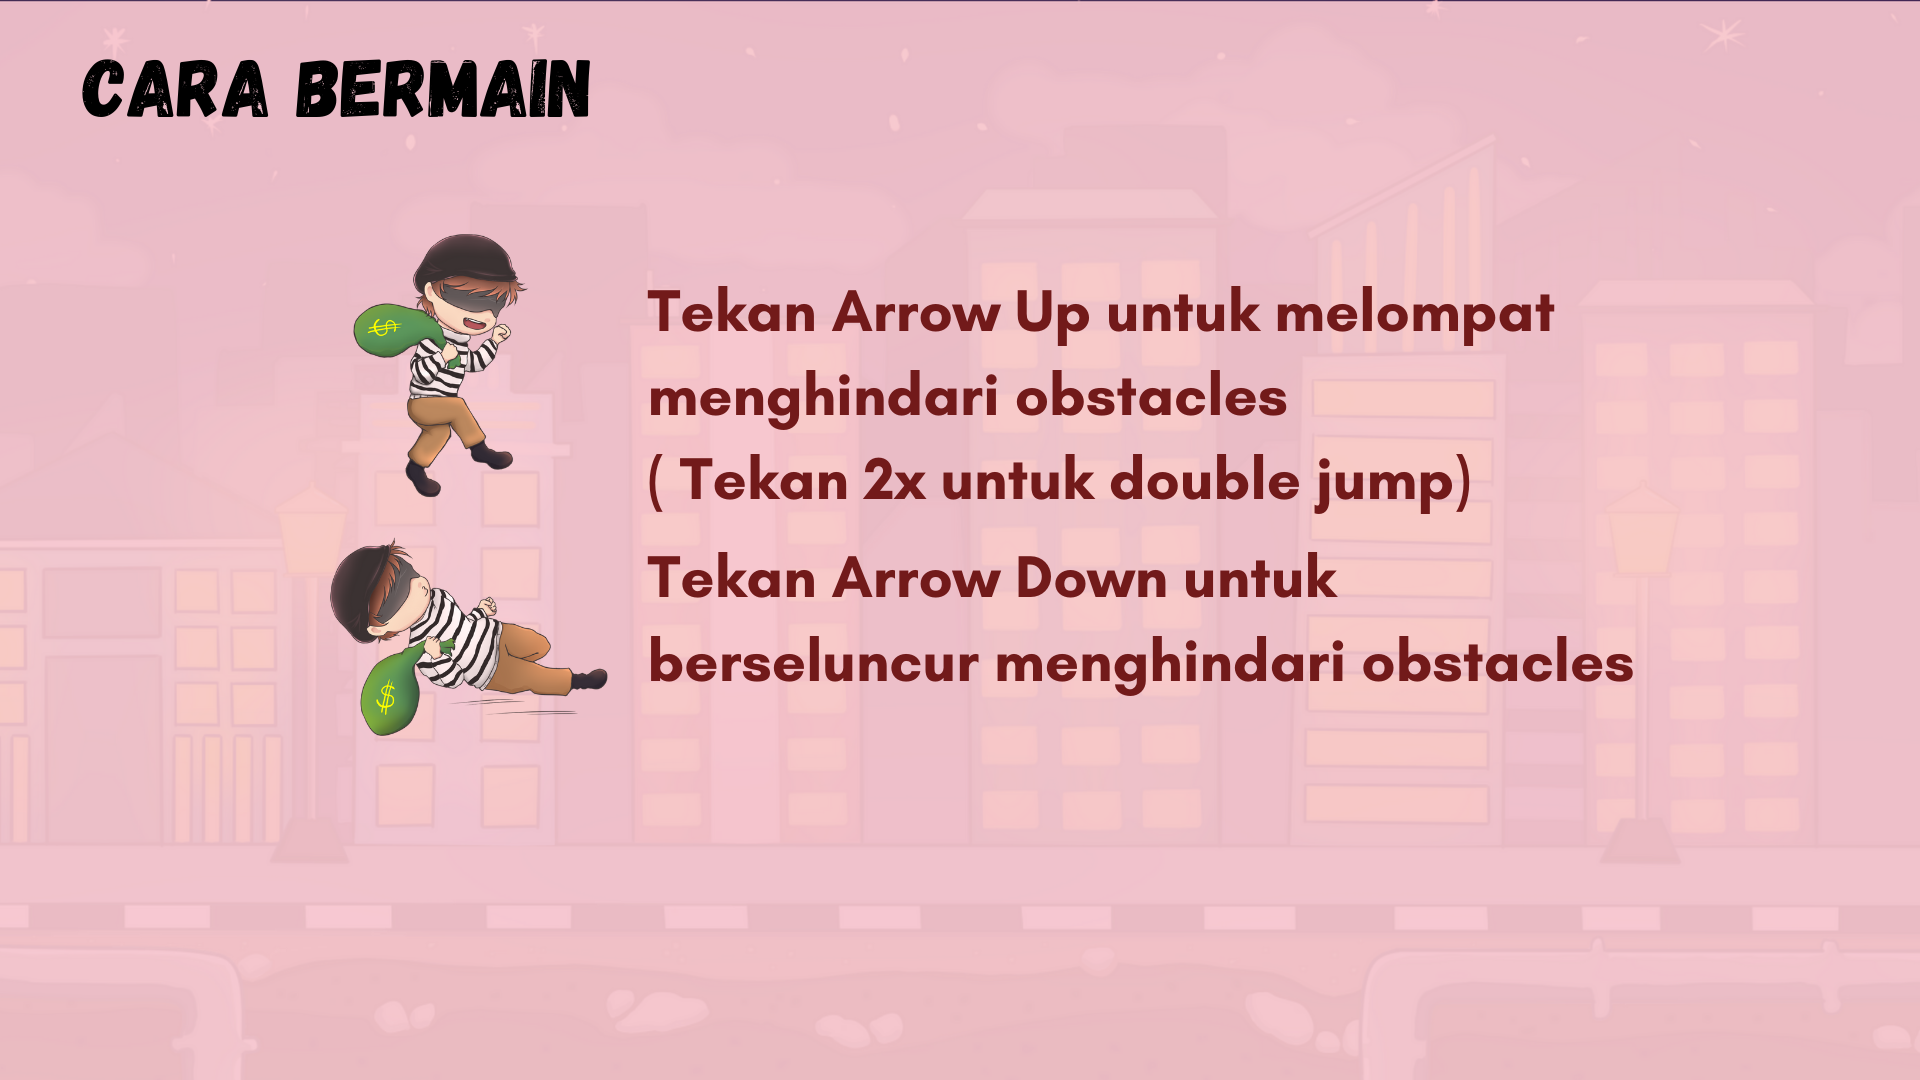 CARA BERMAIN
$
Tekan Arrow Up untuk melompat
menghindari obstacles
( Tekan 2x untuk double jump)
$
Tekan Arrow Down untuk
berseluncur menghindari obstacles